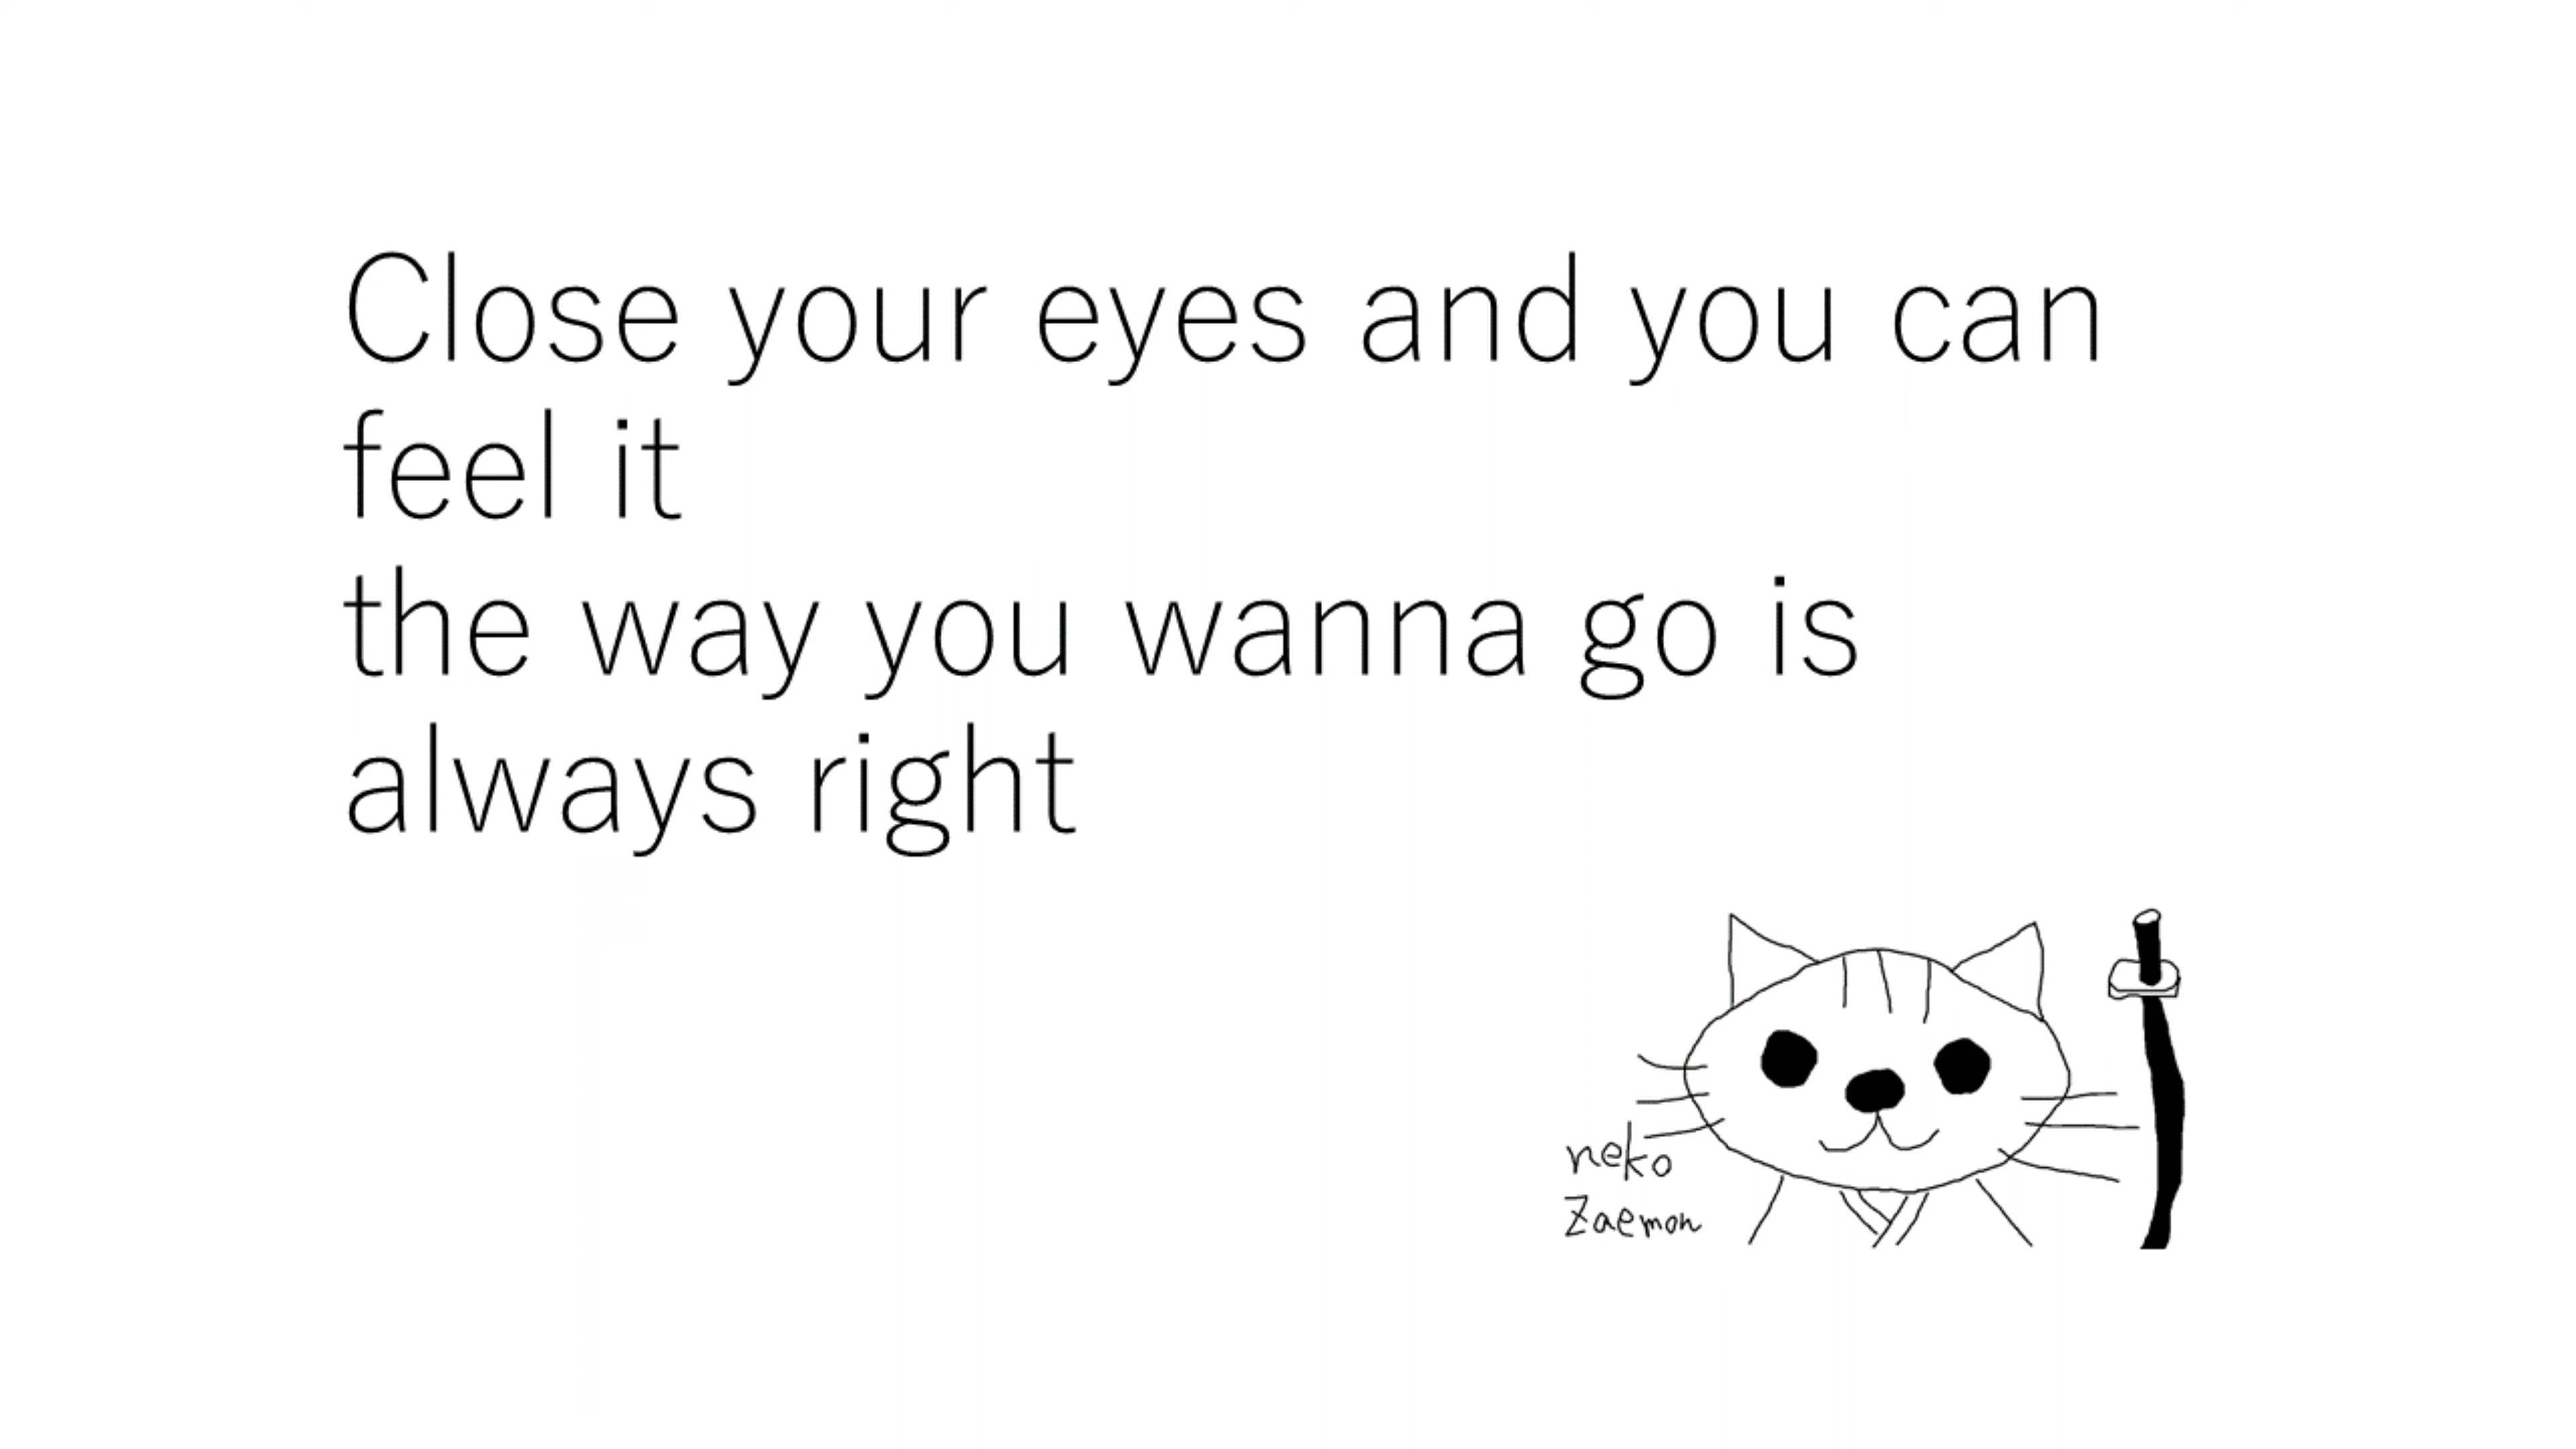 Close your eyes and you can
feel it
the way you wanna go is
always right
neko
Zaemon